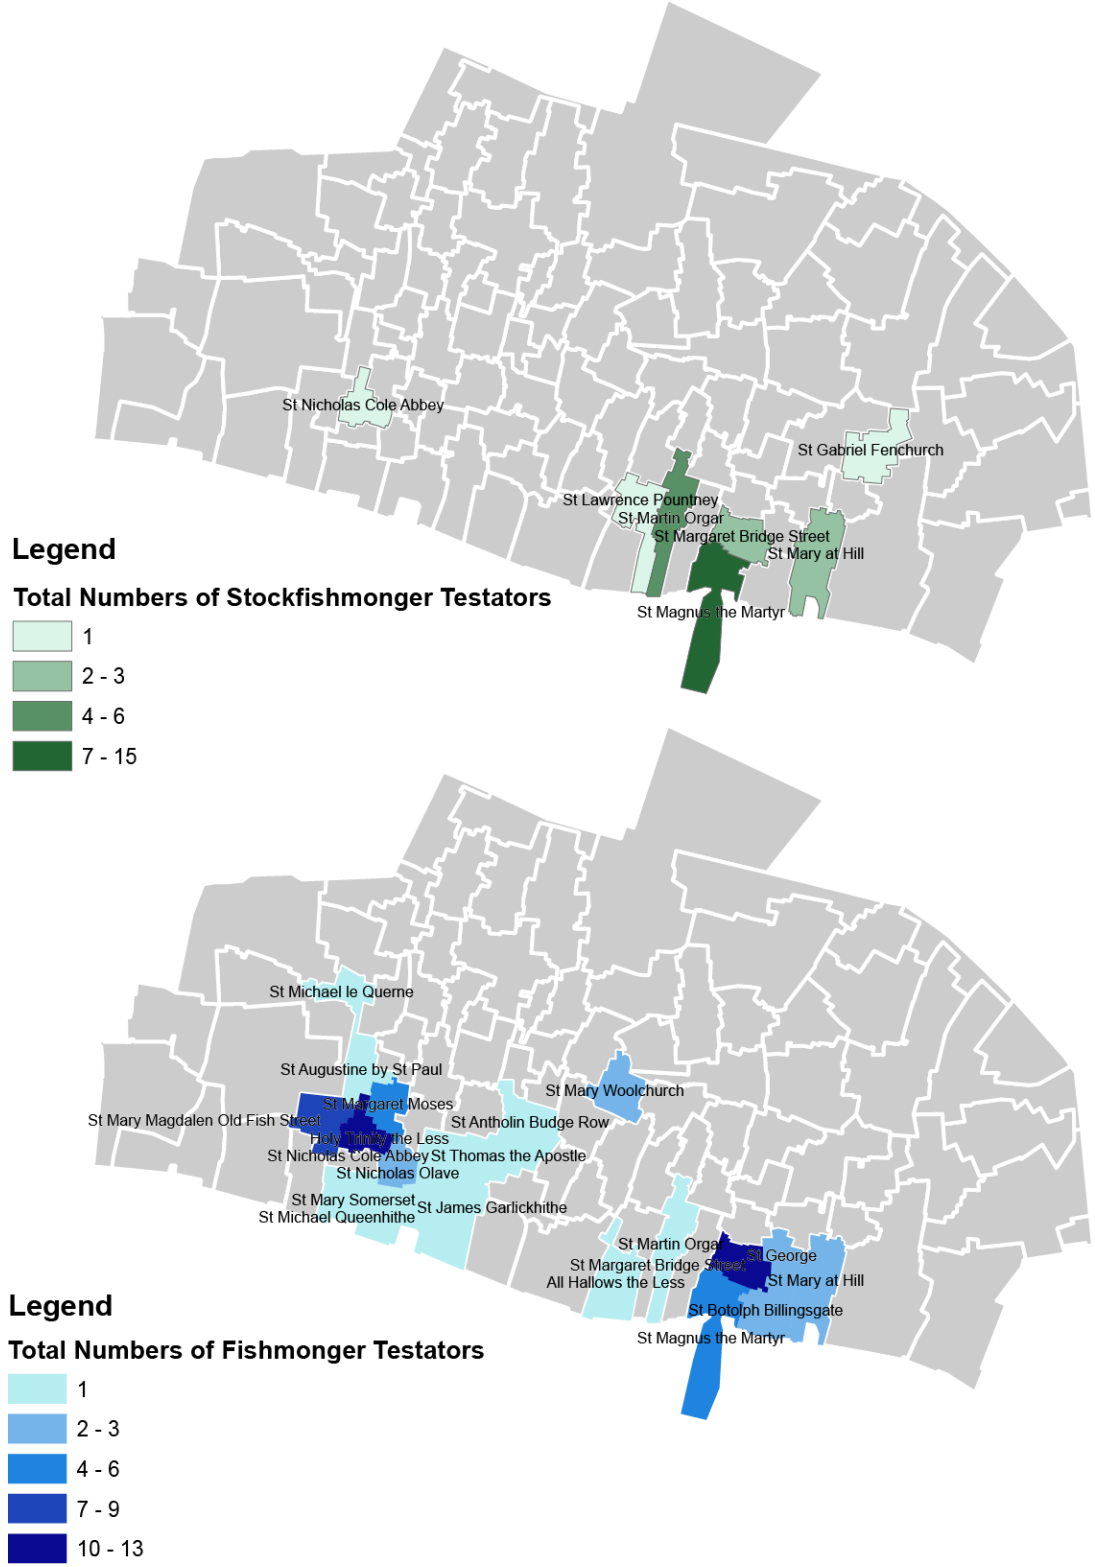 St Nicholas Cole Abbey
St Gabriel Fenchurch
St Lawrence Pountney
St Martin Orgar
St Margaret Bridge Street
St Mary at Hill
St Magnus the Martyr
Legend
Total Numbers of Stockfishmonger Testators
1
2 - 3
4 - 6
7 - 15
St Michael le Querne
St Augustine by St Paul
St Mary Woolchurch
St Margaret Moses
St Mary Magdalen Old Fish Street
St Antholin Budge Row
Holy Trinity the Less
St Nicholas Cole Abbey
St Thomas the Apostle
St Nicholas Olave
St Mary Somerset
St James Garlickhithe
St Michael Queenhithe
St Martin Orgar
St George
St Margaret Bridge Street
All Hallows the Less
St Mary at Hill
St Botolph Billingsgate
St Magnus the Martyr
Legend
Total Numbers of Fishmonger Testators
1
2 - 3
4 - 6
7 - 9
10 - 13